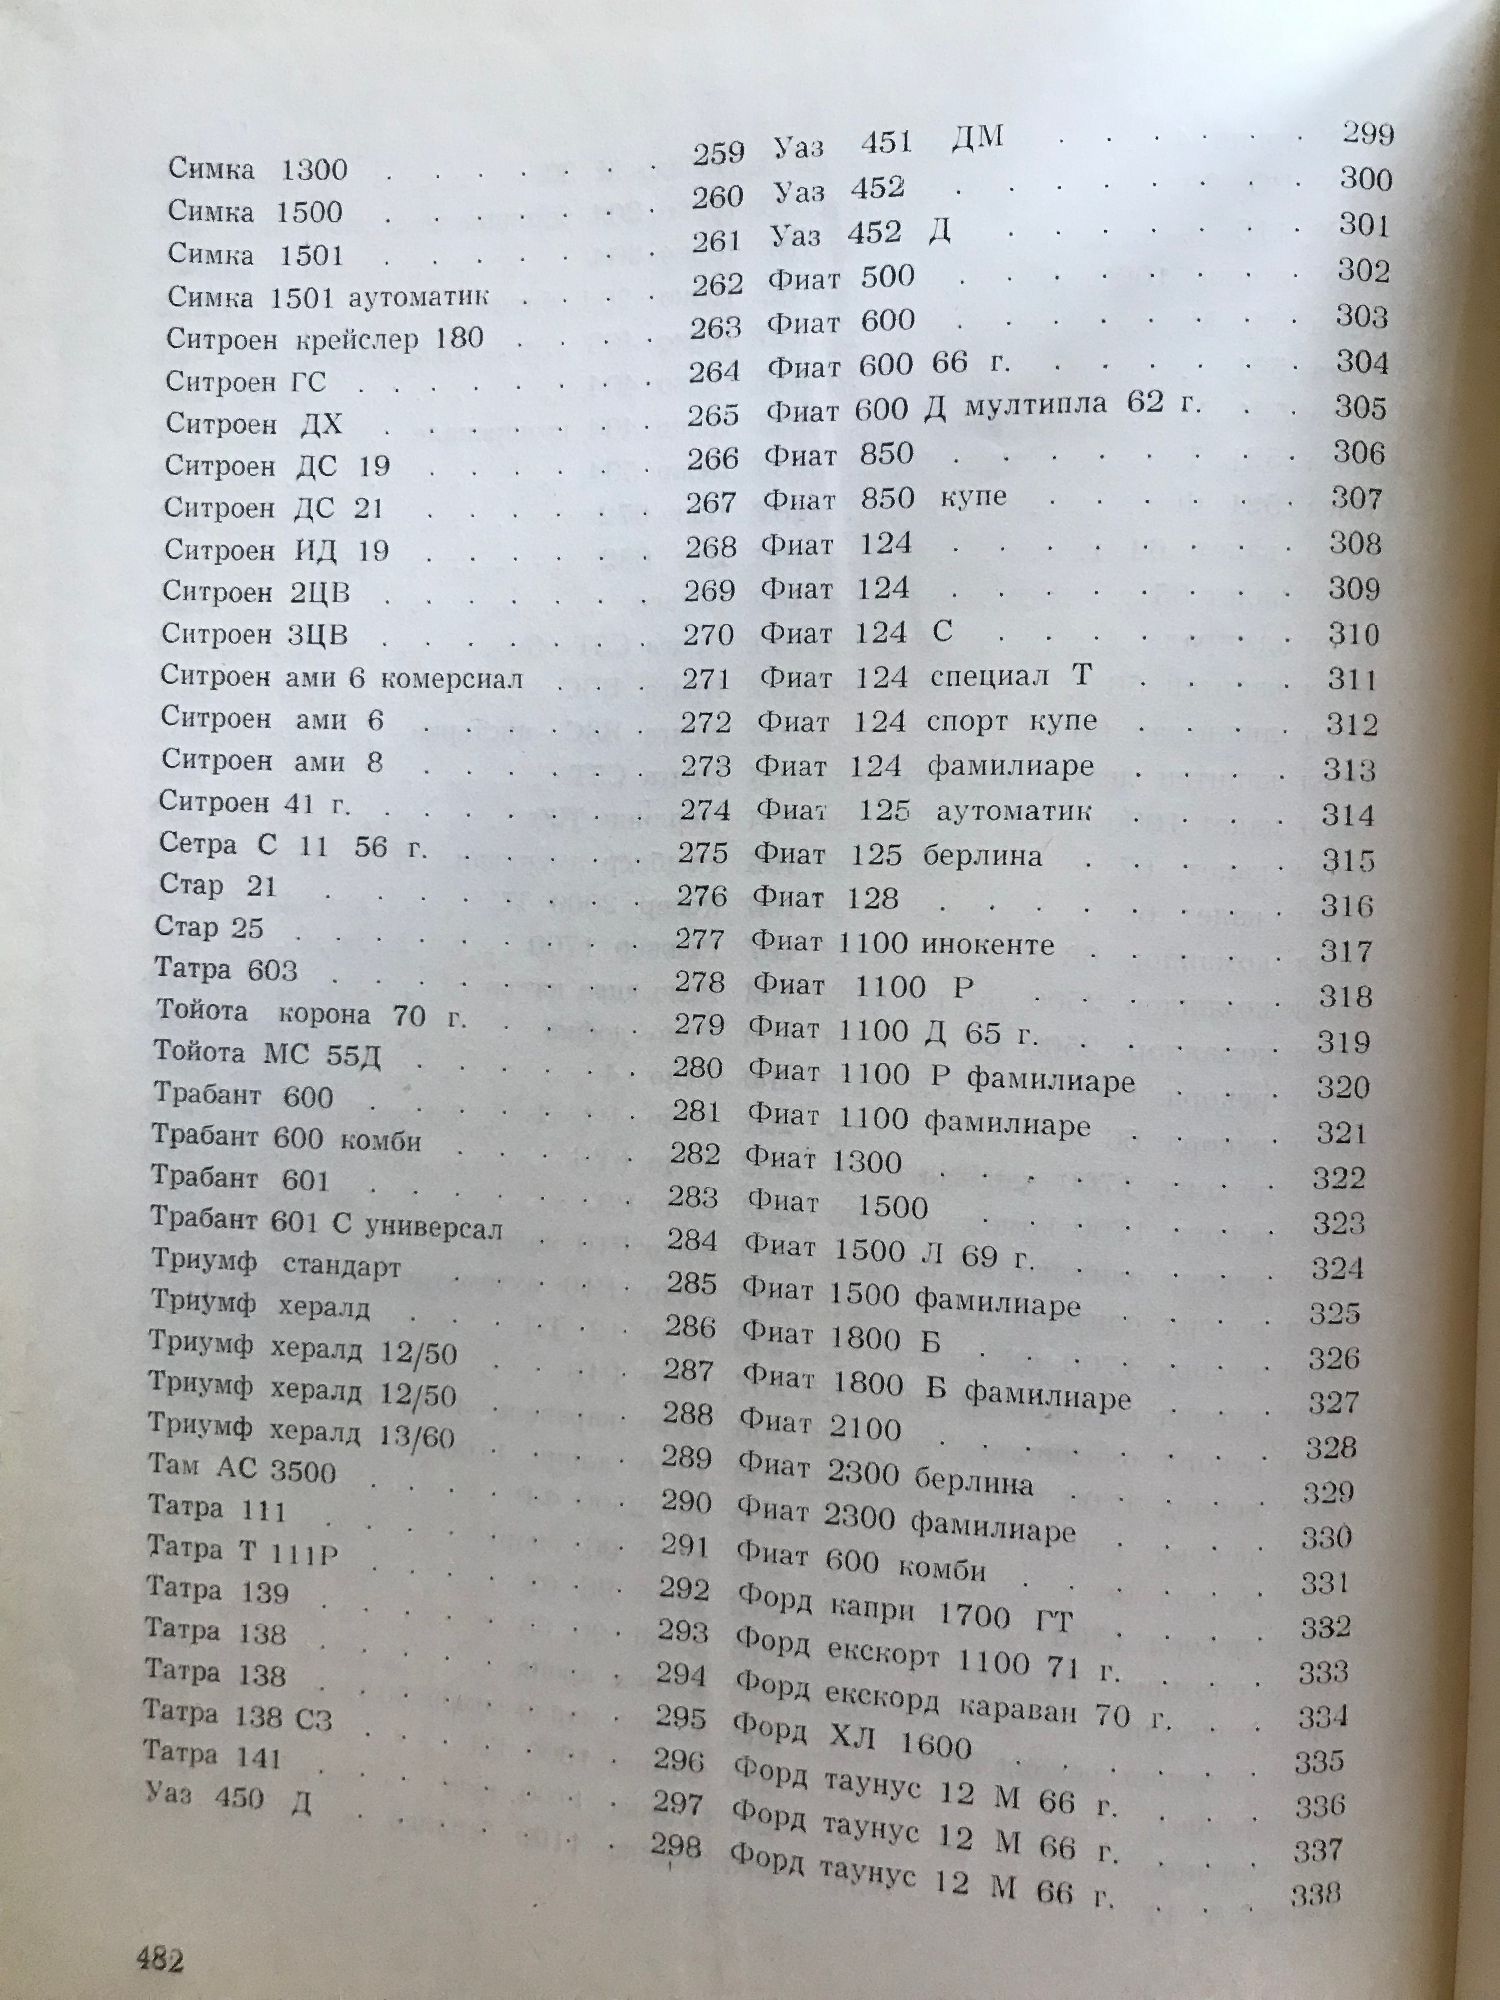 Симка 1300 . . . . . . . 259
Симка 1500 . . . . . . . 260
Симка 1501 . . . . . . . 261
Симка 1501 аутоматик . . . . 262
Ситроен крейслер 180 . . . . 263
Ситроен ГС . . . . . . . 264
Ситроен ДХ . . . . . . . 265
Ситроен ДС 19 . . . . . . 266
Ситроен ДС 21 . . . . . . 267
Ситроен ИД 19 . . . . . . 268
Ситроен 2ЦВ . . . . . . . 269
Ситроен 3ЦВ . . . . . . . 270
Ситроен ами 6 комерсиал . . . 271
Ситроен ами 6 . . . . . . 272
Ситроен ами 8 . . . . . . 273
Ситроен 41 г. . . . . . . 274
Сетра С 11 56 г. . . . . . 275
Стар 21 . . . . . . . . 276
Стар 25 . . . . . . . . 277
Татра 603 . . . . . . . . 278
Тойота корона 70 г. . . . . 279
Тойота МС 55Д . . . . . . 280
Трабант 600 . . . . . . . 281
Трабант 600 комби . . . . . 282
Трабант 601 . . . . . . . 283
Трабант 601 С универсал . . . 284
Триумф стандарт . . . . . 285
Триумф хералд . . . . . . 286
Триумф хералд 12/50 . . . . 287
Триумф хералд 12/50 . . . . 288
Триумф хералд 13/60 . . . . 289
Там АС 3500 . . . . . . . 290
Татра 111 . . . . . . . . 291
Татра Т 111Р . . . . . . . 292
Татра 139 . . . . . . . . 293
Татра 138 . . . . . . . . 294
Татра 138 . . . . . . . . 295
Татра 138 СЗ . . . . . . . 296
Татра 141 . . . . . . . . 297
Уаз 450 Д . . . . . . . 298
Уаз 451 ДМ . . . . . . 299
Уаз 452 . . . . . . . . 300
Уаз 452 Д . . . . . . . 301
Фиат 500 . . . . . . . . 302
Фиат 600 . . . . . . . . 303
Фиат 600 66 г. . . . . . . 304
Фиат 600 Д мултипла 62 г. . . 305
Фиат 850 . . . . . . . . 306
Фиат 850 купе . . . . . . 307
Фиат 124 . . . . . . . . 308
Фиат 124 . . . . . . . . 309
Фиат 124 С . . . . . . . 310
Фиат 124 специал Т . . . . 311
Фиат 124 спорт купе . . . . 312
Фиат 124 фамилиаре . . . . 313
Фиат 125 аутоматик . . . . 314
Фиат 125 берлина . . . . . 315
Фиат 128 . . . . . . . . 316
Фиат 1100 инокенте . . . . . 317
Фиат 1100 Р . . . . . . 318
Фиат 1100 Д 65 г. . . . . . 319
Фиат 1100 Р фамилиаре . . . 320
Фиат 1100 фамилиаре . . . . 321
Фиат 1300 . . . . . . . . 322
Фиат 1500 . . . . . . . 323
Фиат 1500 Л 69 г. . . . . . 324
Фиат 1500 фамилиаре . . . . 325
Фиат 1800 Б . . . . . . . 326
Фиат 1800 Б фамилиаре . . . 327
Фиат 2100 . . . . . . . . 328
Фиат 2300 берлина . . . . . 329
Фиат 2300 фамилиаре . . . . 330
Фиат 600 комби . . . . . . 331
Форд капри 1700 ГТ . . . . 332
Форд екскорт 1100 71 г. . . . 333
Форд екскорд караван 70 г. . . 334
Форд ХЛ 1600 . . . . . . 335
Форд таунус 12 М 66 г. . . . 336
Форд таунус 12 М 66 г. . . . 337
Форд таунус 12 М 66 г. . . . 338
482